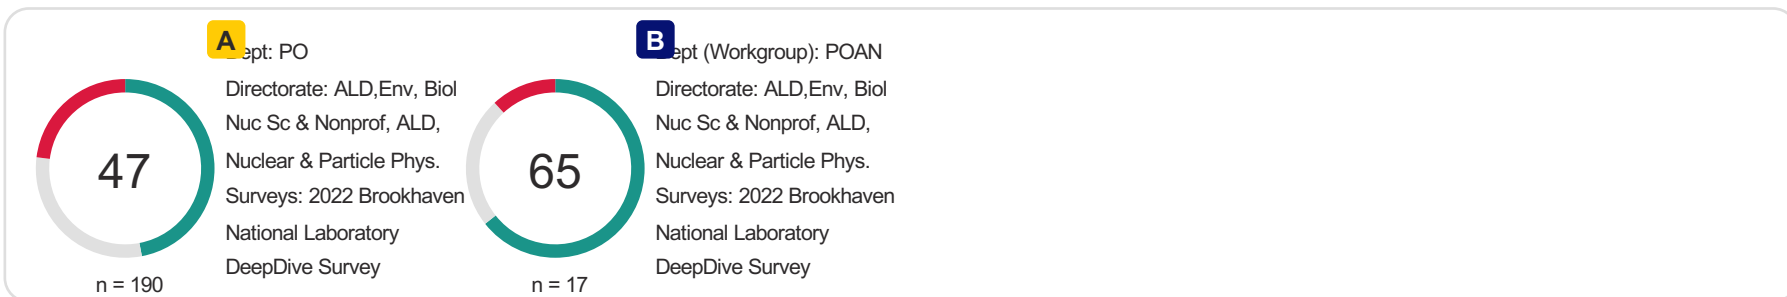 A
ept: PO
Directorate: ALD,Env, Biol
Nuc Sc & Nonprof, ALD,
Nuclear & Particle Phys.
Surveys: 2022 Brookhaven
National Laboratory
DeepDive Survey
47
n = 190
B
ept (Workgroup): POAN
Directorate: ALD,Env, Biol
Nuc Sc & Nonprof, ALD,
Nuclear & Particle Phys.
Surveys: 2022 Brookhaven
National Laboratory
DeepDive Survey
65
n = 17